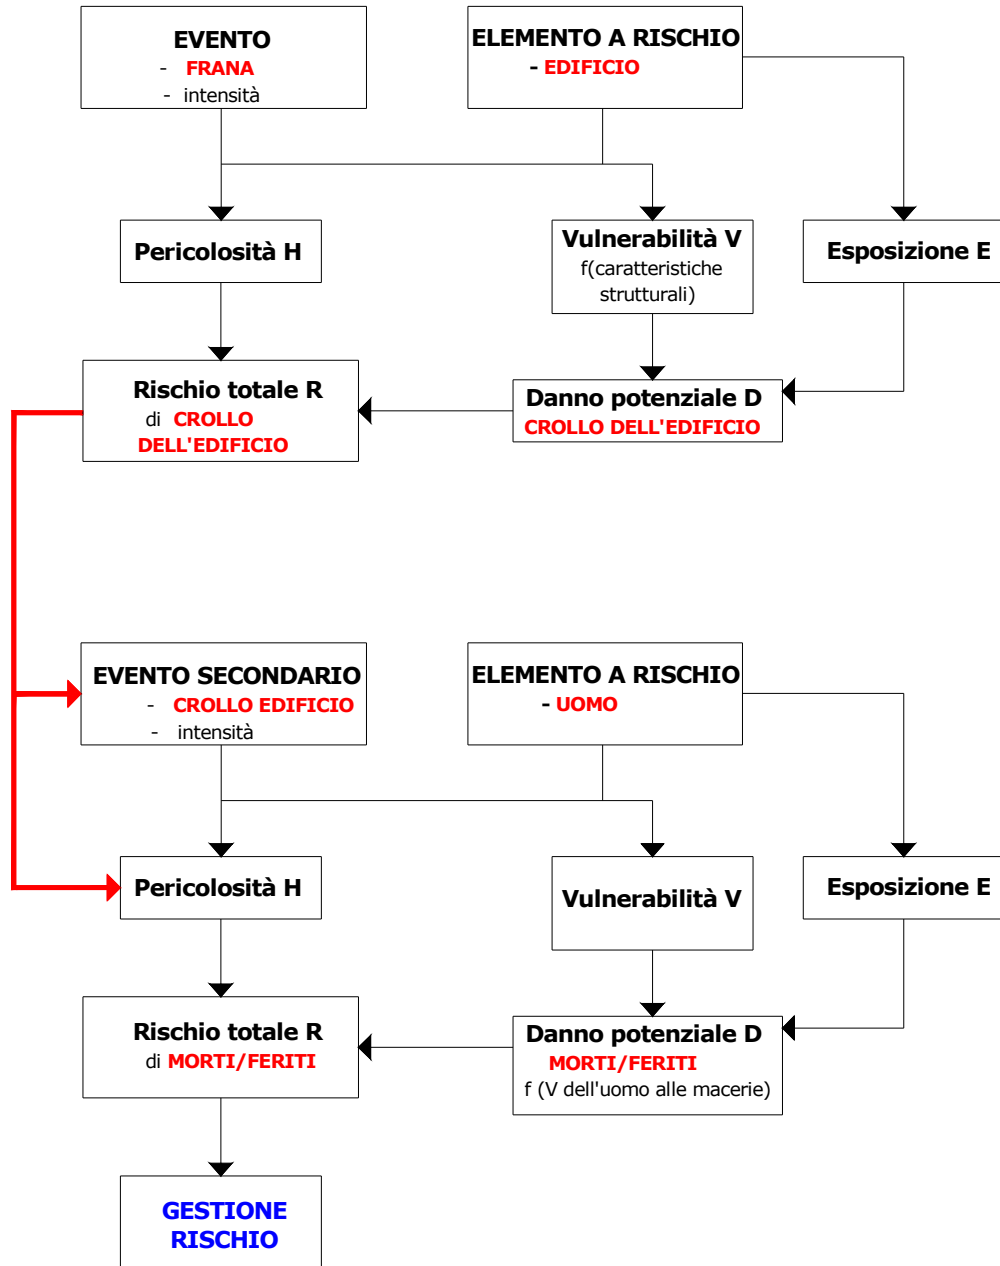 EVENTO
- FRANA
- intensità
ELEMENTO A RISCHIO
- EDIFICIO
Pericolosità H
Vulnerabilità V
f(caratteristiche
strutturali)
Esposizione E
Rischio totale R
di CROLLO
DELL'EDIFICIO
Danno potenziale D
CROLLO DELL'EDIFICIO
EVENTO SECONDARIO
- CROLLO EDIFICIO
- intensità
ELEMENTO A RISCHIO
- UOMO
Pericolosità H
Vulnerabilità V
Esposizione E
Rischio totale R
di MORTI/FERITI
Danno potenziale D
MORTI/FERITI
f (V dell'uomo alle macerie)
GESTIONE
RISCHIO